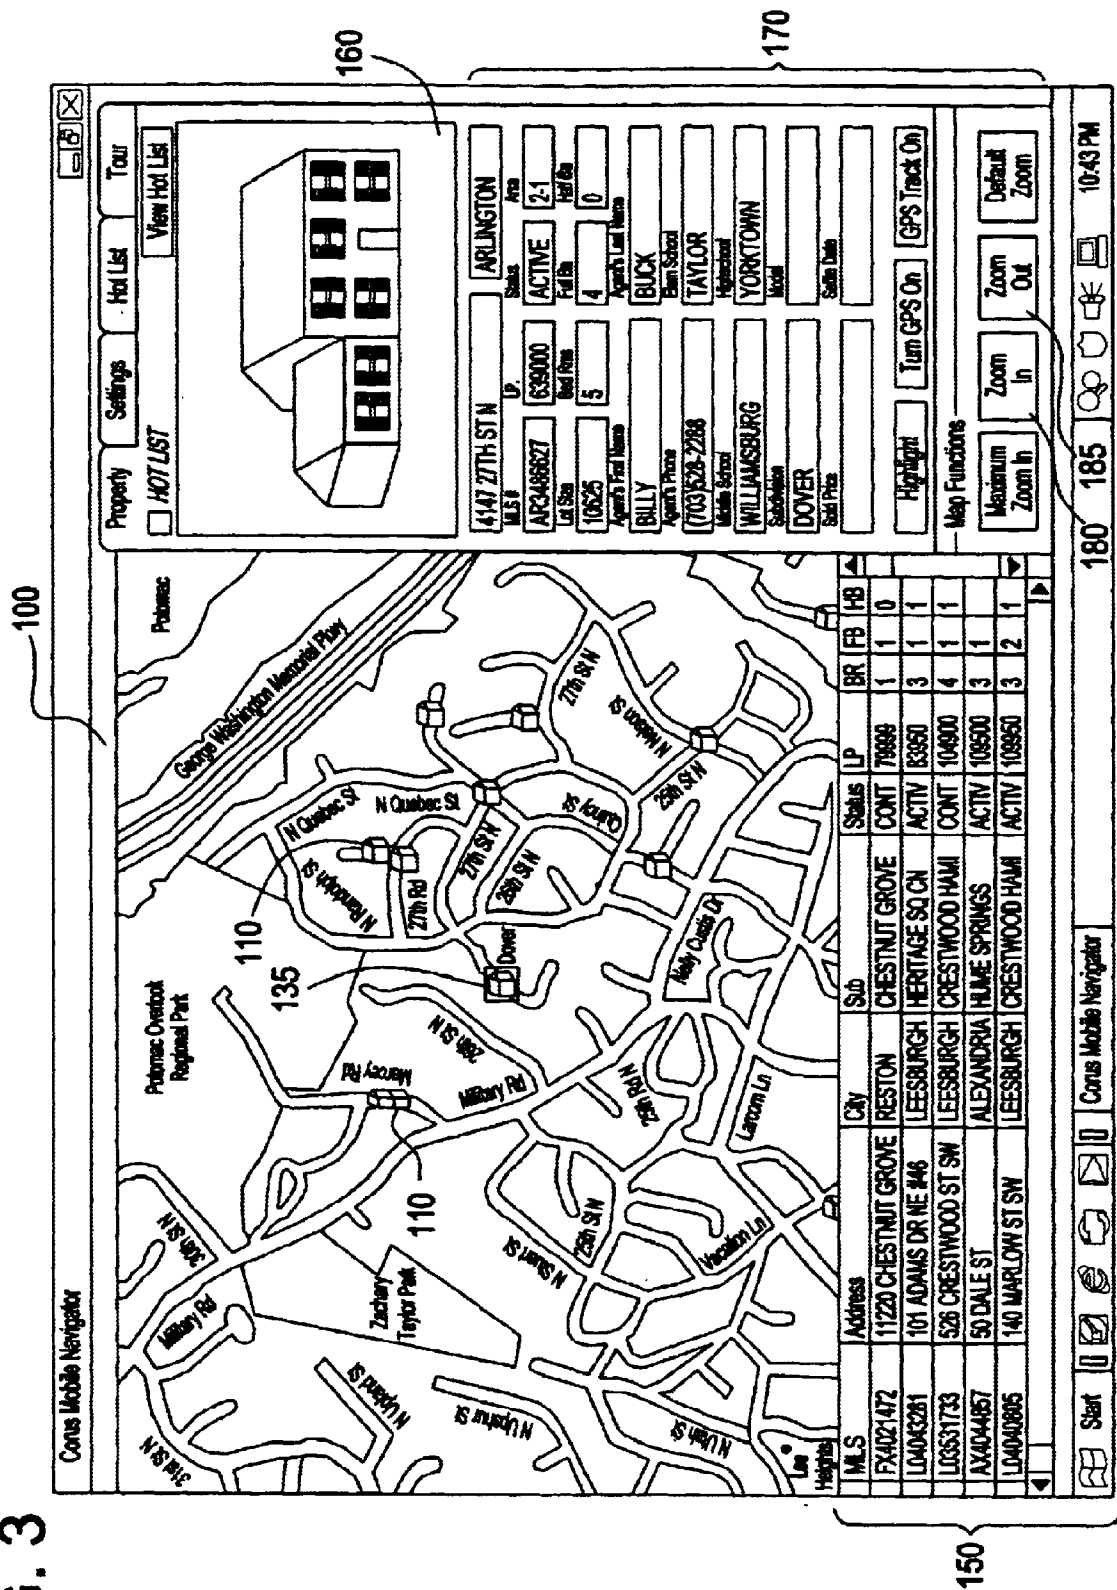 FIG. 3
100
Corus Mobile Navigator
31st St N
Military Rd
30th St N
N Upland St
N Upshur St
N Utah St
Lee Heights
Zachary Taylor Park
Potomac Overlook Regional Park
Potomac
George Washington Memorial Pkwy
Marcey Rd
Military Rd
26th St N
110
135
110
Dover
N Randolph St
N Quebec St
N Quebec St
27th Rd
27th St N
26th St N
Quincy St
27th St N
N Nelson St
25th St N
Nelly Custis Dr
25th Rd N
Larcom Ln
N Stuart St
25th St N
Vacation Ln
Property Settings Hot List Tour
HOT LIST View Hot List
160
170
4147 27TH ST N ARLINGTON
MLS # LP. Status Area
AR3486627 639000 ACTIVE 2-1
Lot Size Bed Rms Full Ba Half Ba
10625 5 4 0
Agent's First Name Agent's Last Name
BILLY BUCK
Agent's Phone Elem School
(703)528-2288 TAYLOR
Middle School Highschool
WILLIAMSBURG YORKTOWN
Subdivision Model
DOVER
Sold Price Settle Date
Highlight Turn GPS On GPS Track On
Map Functions
Maximum Zoom In
Zoom In
Zoom Out
Default Zoom
180 185
150
MLS Address City Sub Status LP BR FB HB
FX4021472 11220 CHESTNUT GROVE RESTON CHESTNUT GROVE CONT 79999 1 1 0
LO4043281 101 ADAMS DR NE #46 LEESBURGH HERITAGE SQ CN ACTIV 83950 3 1 1
LO3531733 526 CRESTWOOD ST SW LEESBURGH CRESTWOOD HAMI CONT 104900 4 1 1
AX4044857 50 DALE ST ALEXANDRIA HUME SPRINGS ACTIV 109500 3 1
LO4040805 140 MARLOW ST SW LEESBURGH CRESTWOOD HAMI ACTIV 109950 3 2 1
Start Corus Mobile Navigator 10:43 PM